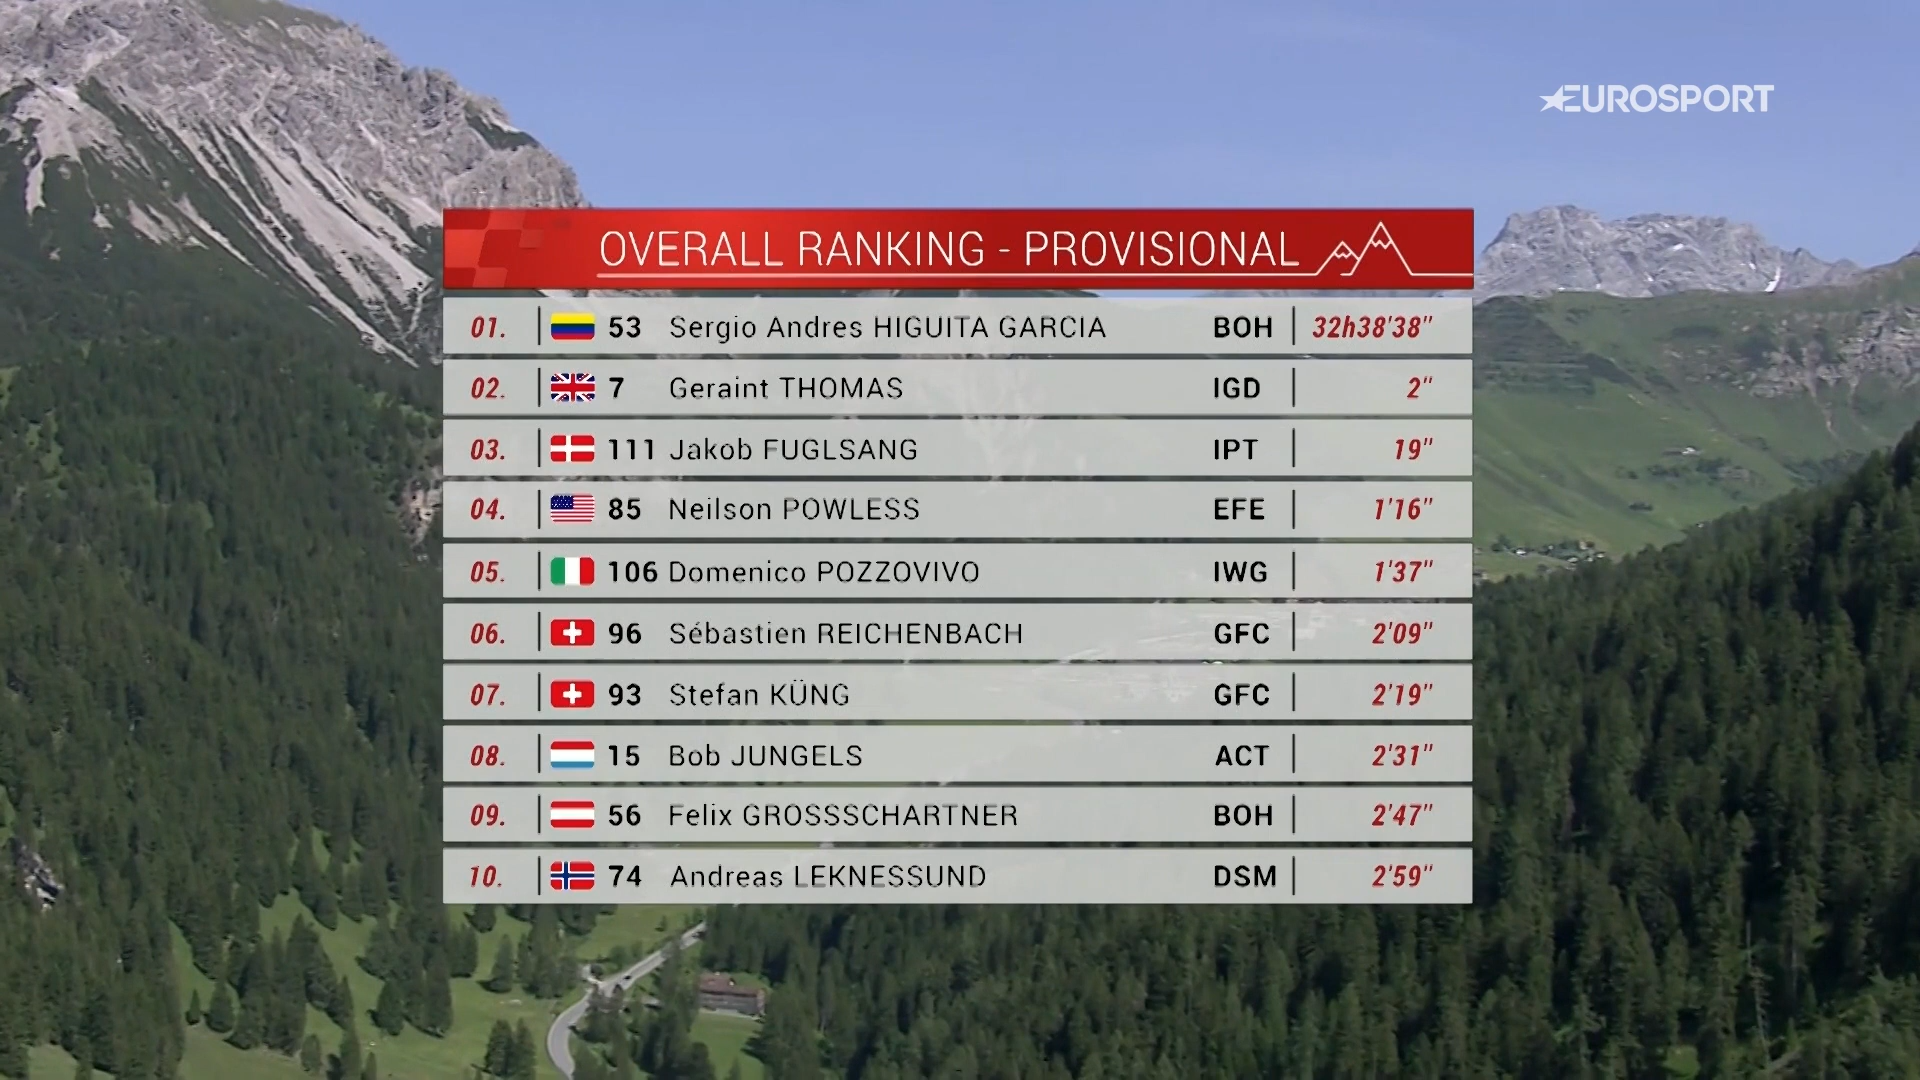 EUROSPORT
OVERALL RANKING - PROVISIONAL
01. 53 Sergio Andres HIGUITA GARCIA BOH 32h38'38"
02. 7 Geraint THOMAS IGD 2"
03. 111 Jakob FUGLSANG IPT 19"
04. 85 Neilson POWLESS EFE 1'16"
05. 106 Domenico POZZOVIVO IWG 1'37"
06. 96 Sébastien REICHENBACH GFC 2'09"
07. 93 Stefan KÜNG GFC 2'19"
08. 15 Bob JUNGELS ACT 2'31"
09. 56 Felix GROSSSCHARTNER BOH 2'47"
10. 74 Andreas LEKNESSUND DSM 2'59"